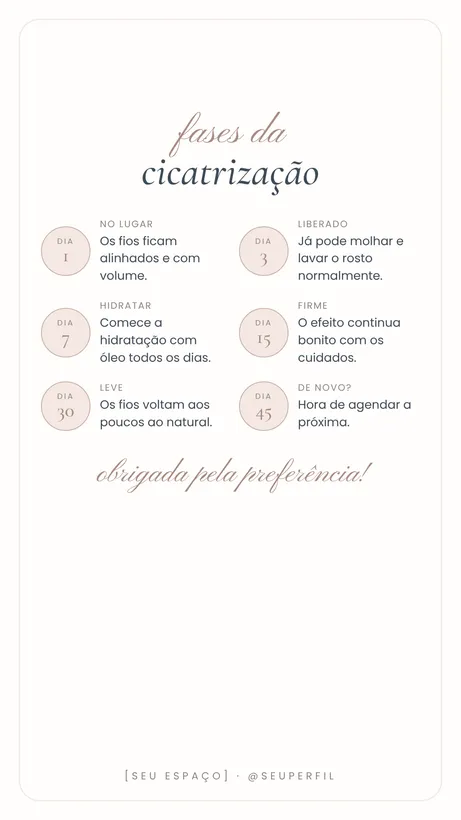 fases da
cicatrização
NO LUGAR
DIA
1
Os fios ficam
alinhados e com
volume.
LIBERADO
DIA
3
Já pode molhar e
lavar o rosto
normalmente.
HIDRATAR
DIA
7
Comece a
hidratação com
óleo todos os dias.
FIRME
DIA
15
O efeito continua
bonito com os
cuidados.
LEVE
DIA
30
Os fios voltam aos
poucos ao natural.
DE NOVO?
DIA
45
Hora de agendar a
próxima.
obrigada pela preferência!
[SEU ESPAÇO] · @SEUPERFIL